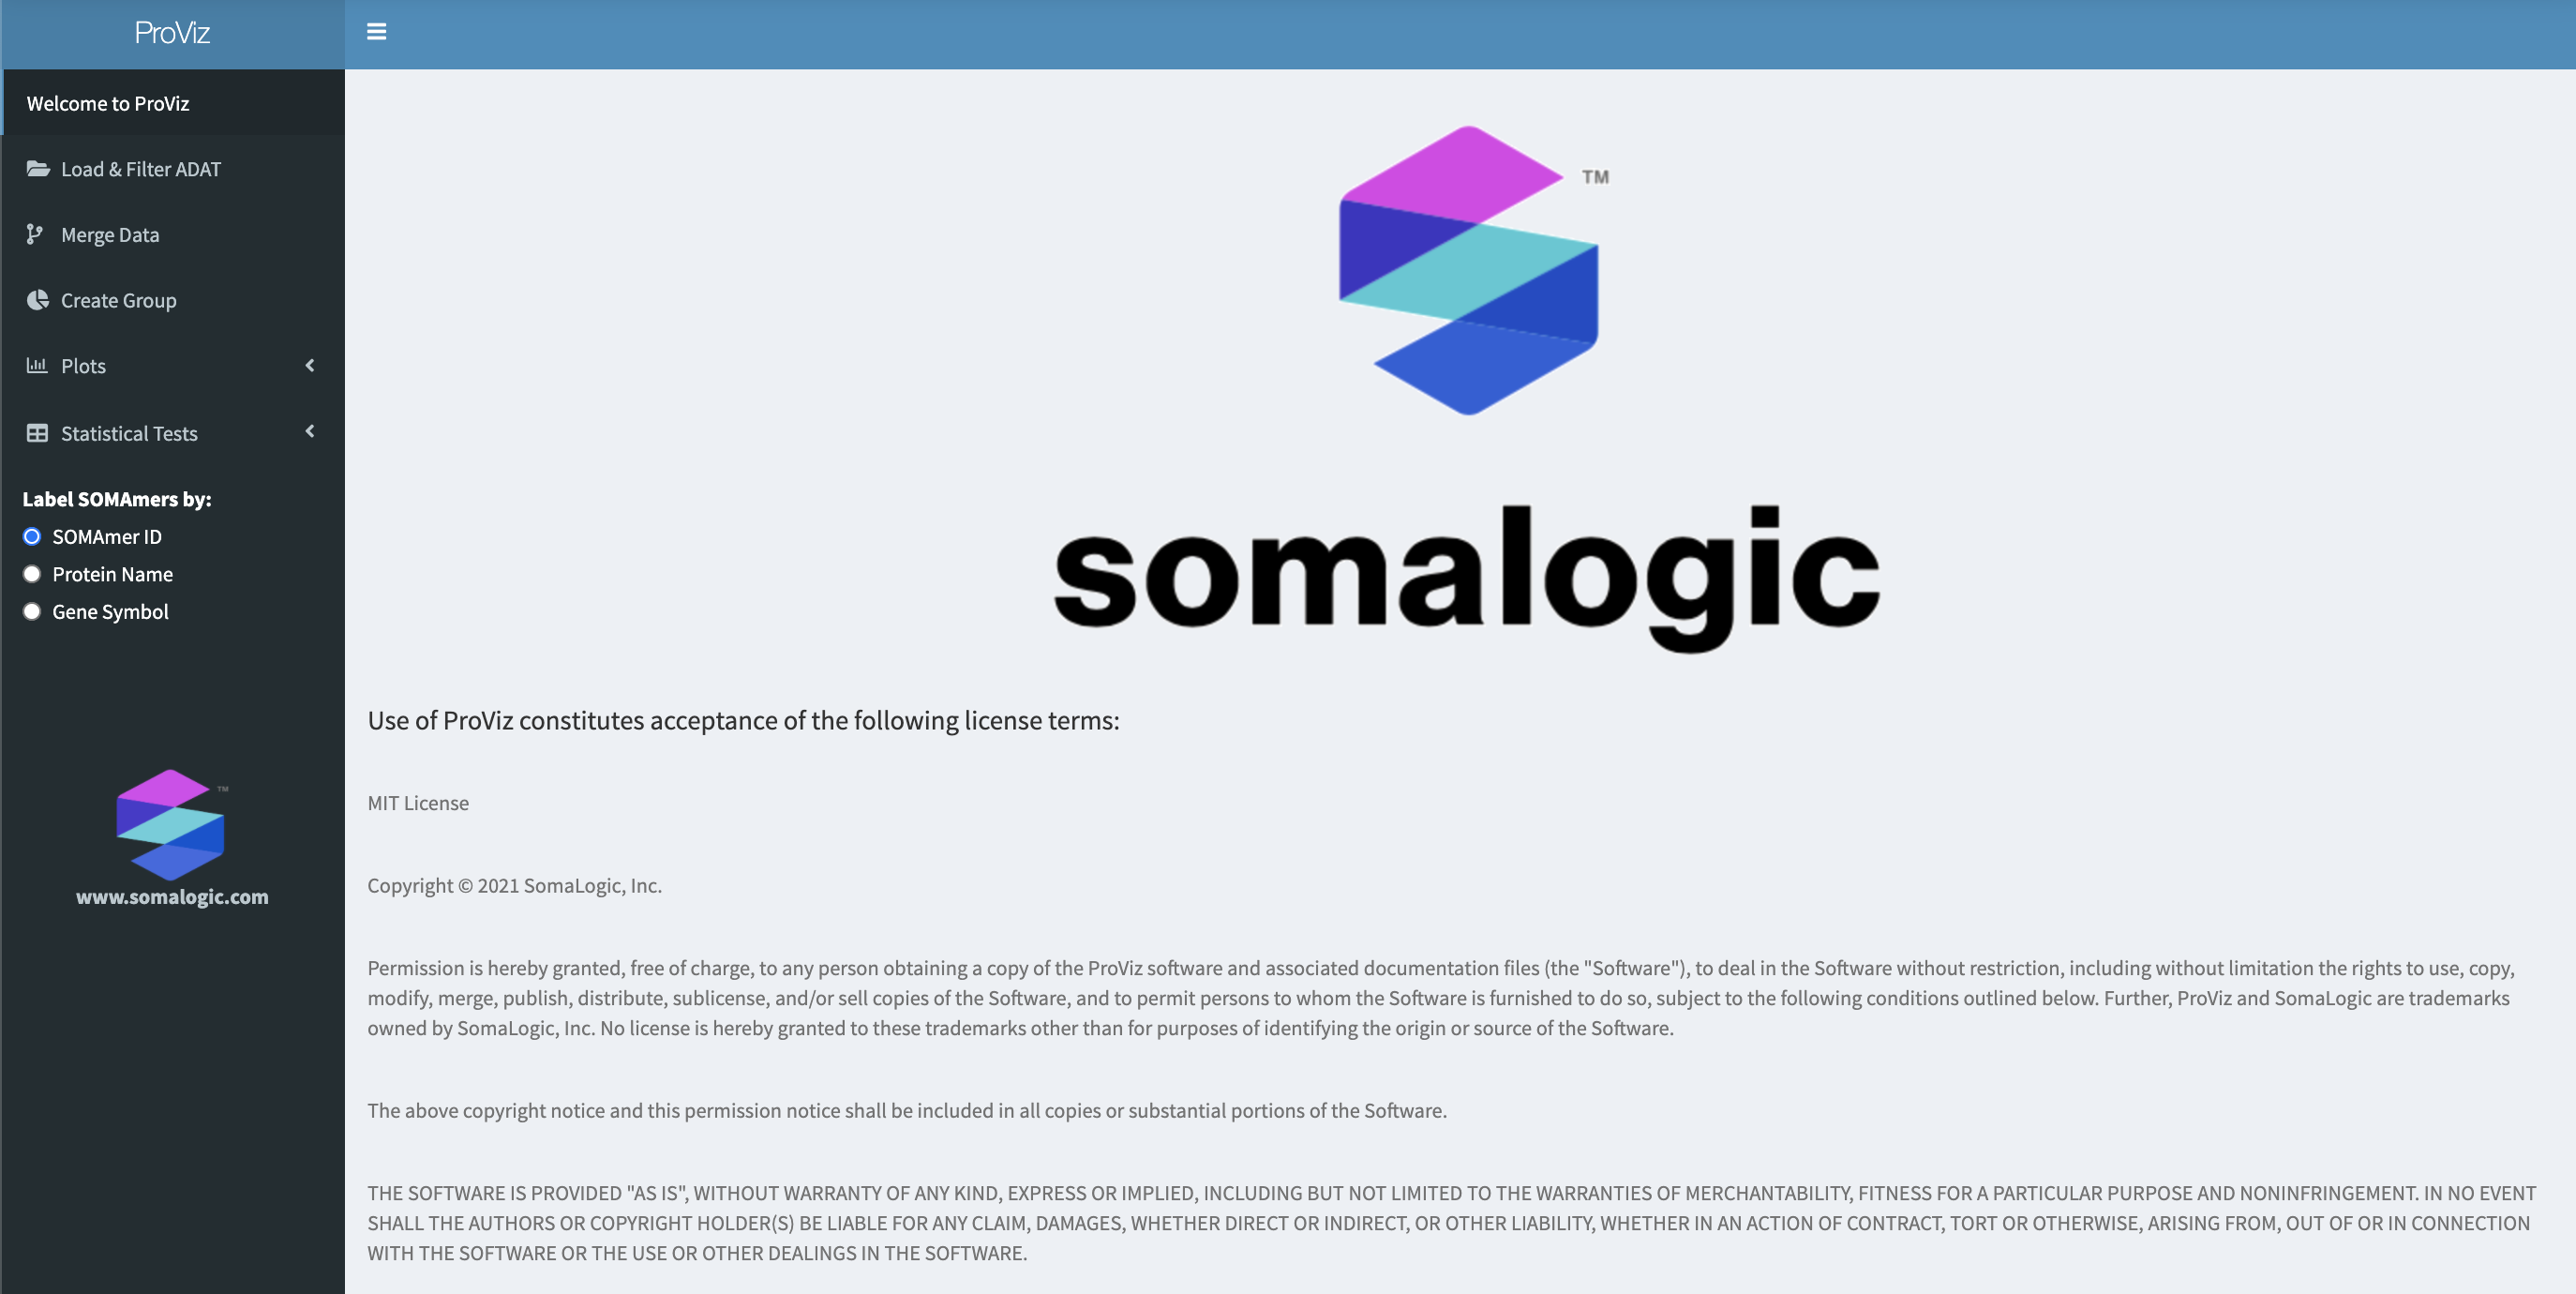 ProViz
Welcome to ProViz
Load & Filter ADAT
Merge Data
Create Group
Plots
Statistical Tests
Label SOMAmers by:
SOMAmer ID
Protein Name
Gene Symbol
TM
www.somalogic.com
TM
somalogic
Use of ProViz constitutes acceptance of the following license terms:
MIT License
Copyright © 2021 SomaLogic, Inc.
Permission is hereby granted, free of charge, to any person obtaining a copy of the ProViz software and associated documentation files (the "Software"), to deal in the Software without restriction, including without limitation the rights to use, copy,
modify, merge, publish, distribute, sublicense, and/or sell copies of the Software, and to permit persons to whom the Software is furnished to do so, subject to the following conditions outlined below. Further, ProViz and SomaLogic are trademarks
owned by SomaLogic, Inc. No license is hereby granted to these trademarks other than for purposes of identifying the origin or source of the Software.
The above copyright notice and this permission notice shall be included in all copies or substantial portions of the Software.
THE SOFTWARE IS PROVIDED "AS IS", WITHOUT WARRANTY OF ANY KIND, EXPRESS OR IMPLIED, INCLUDING BUT NOT LIMITED TO THE WARRANTIES OF MERCHANTABILITY, FITNESS FOR A PARTICULAR PURPOSE AND NONINFRINGEMENT. IN NO EVENT
SHALL THE AUTHORS OR COPYRIGHT HOLDER(S) BE LIABLE FOR ANY CLAIM, DAMAGES, WHETHER DIRECT OR INDIRECT, OR OTHER LIABILITY, WHETHER IN AN ACTION OF CONTRACT, TORT OR OTHERWISE, ARISING FROM, OUT OF OR IN CONNECTION
WITH THE SOFTWARE OR THE USE OR OTHER DEALINGS IN THE SOFTWARE.